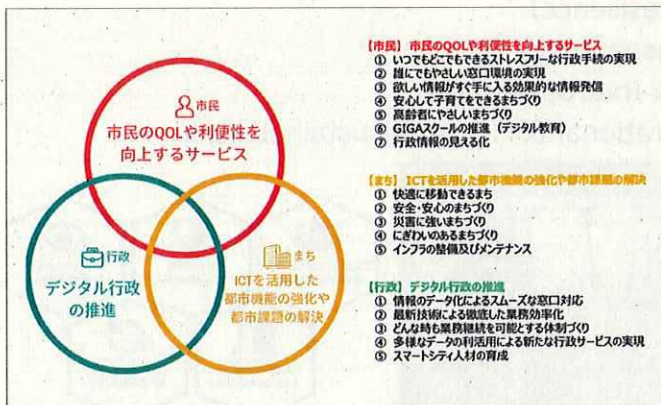 市民
市民のQOLや利便性を
向上するサービス
行政
デジタル行政
の推進
まち
ICTを活用した
都市機能の強化や
都市課題の解決
【市民】 市民のQOLや利便性を向上するサービス
① いつでもどこでもできるストレスフリーな行政手続の実現
② 誰にでもやさしい窓口環境の実現
③ 欲しい情報がすぐ手に入る効果的な情報発信
④ 安心して子育てをできるまちづくり
⑤ 高齢者にやさしいまちづくり
⑥ GIGAスクールの推進（デジタル教育）
⑦ 行政情報の見える化
【まち】 ICTを活用した都市機能の強化や都市課題の解決
① 快適に移動できるまち
② 安全・安心のまちづくり
③ 災害に強いまちづくり
④ にぎわいのあるまちづくり
⑤ インフラの整備及びメンテナンス
【行政】 デジタル行政の推進
① 情報のデータ化によるスムーズな窓口対応
② 最新技術による徹底した業務効率化
③ どんな時も業務継続を可能とする体制づくり
④ 多様なデータの利活用による新たな行政サービスの実現
⑤ スマートシティ人材の育成